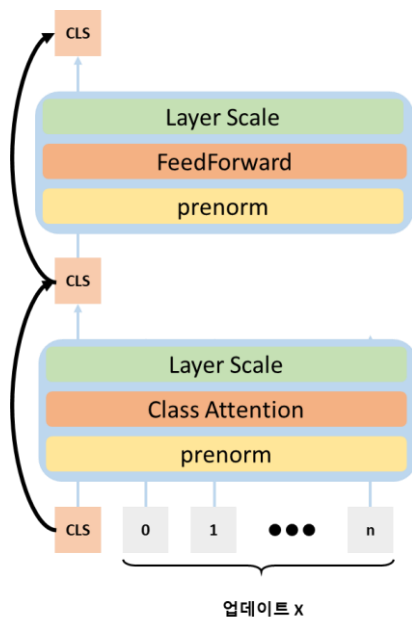 CLS
Layer Scale
FeedForward
prenorm
CLS
Layer Scale
Class Attention
prenorm
CLS 0 1 ●●● n
업데이트 x